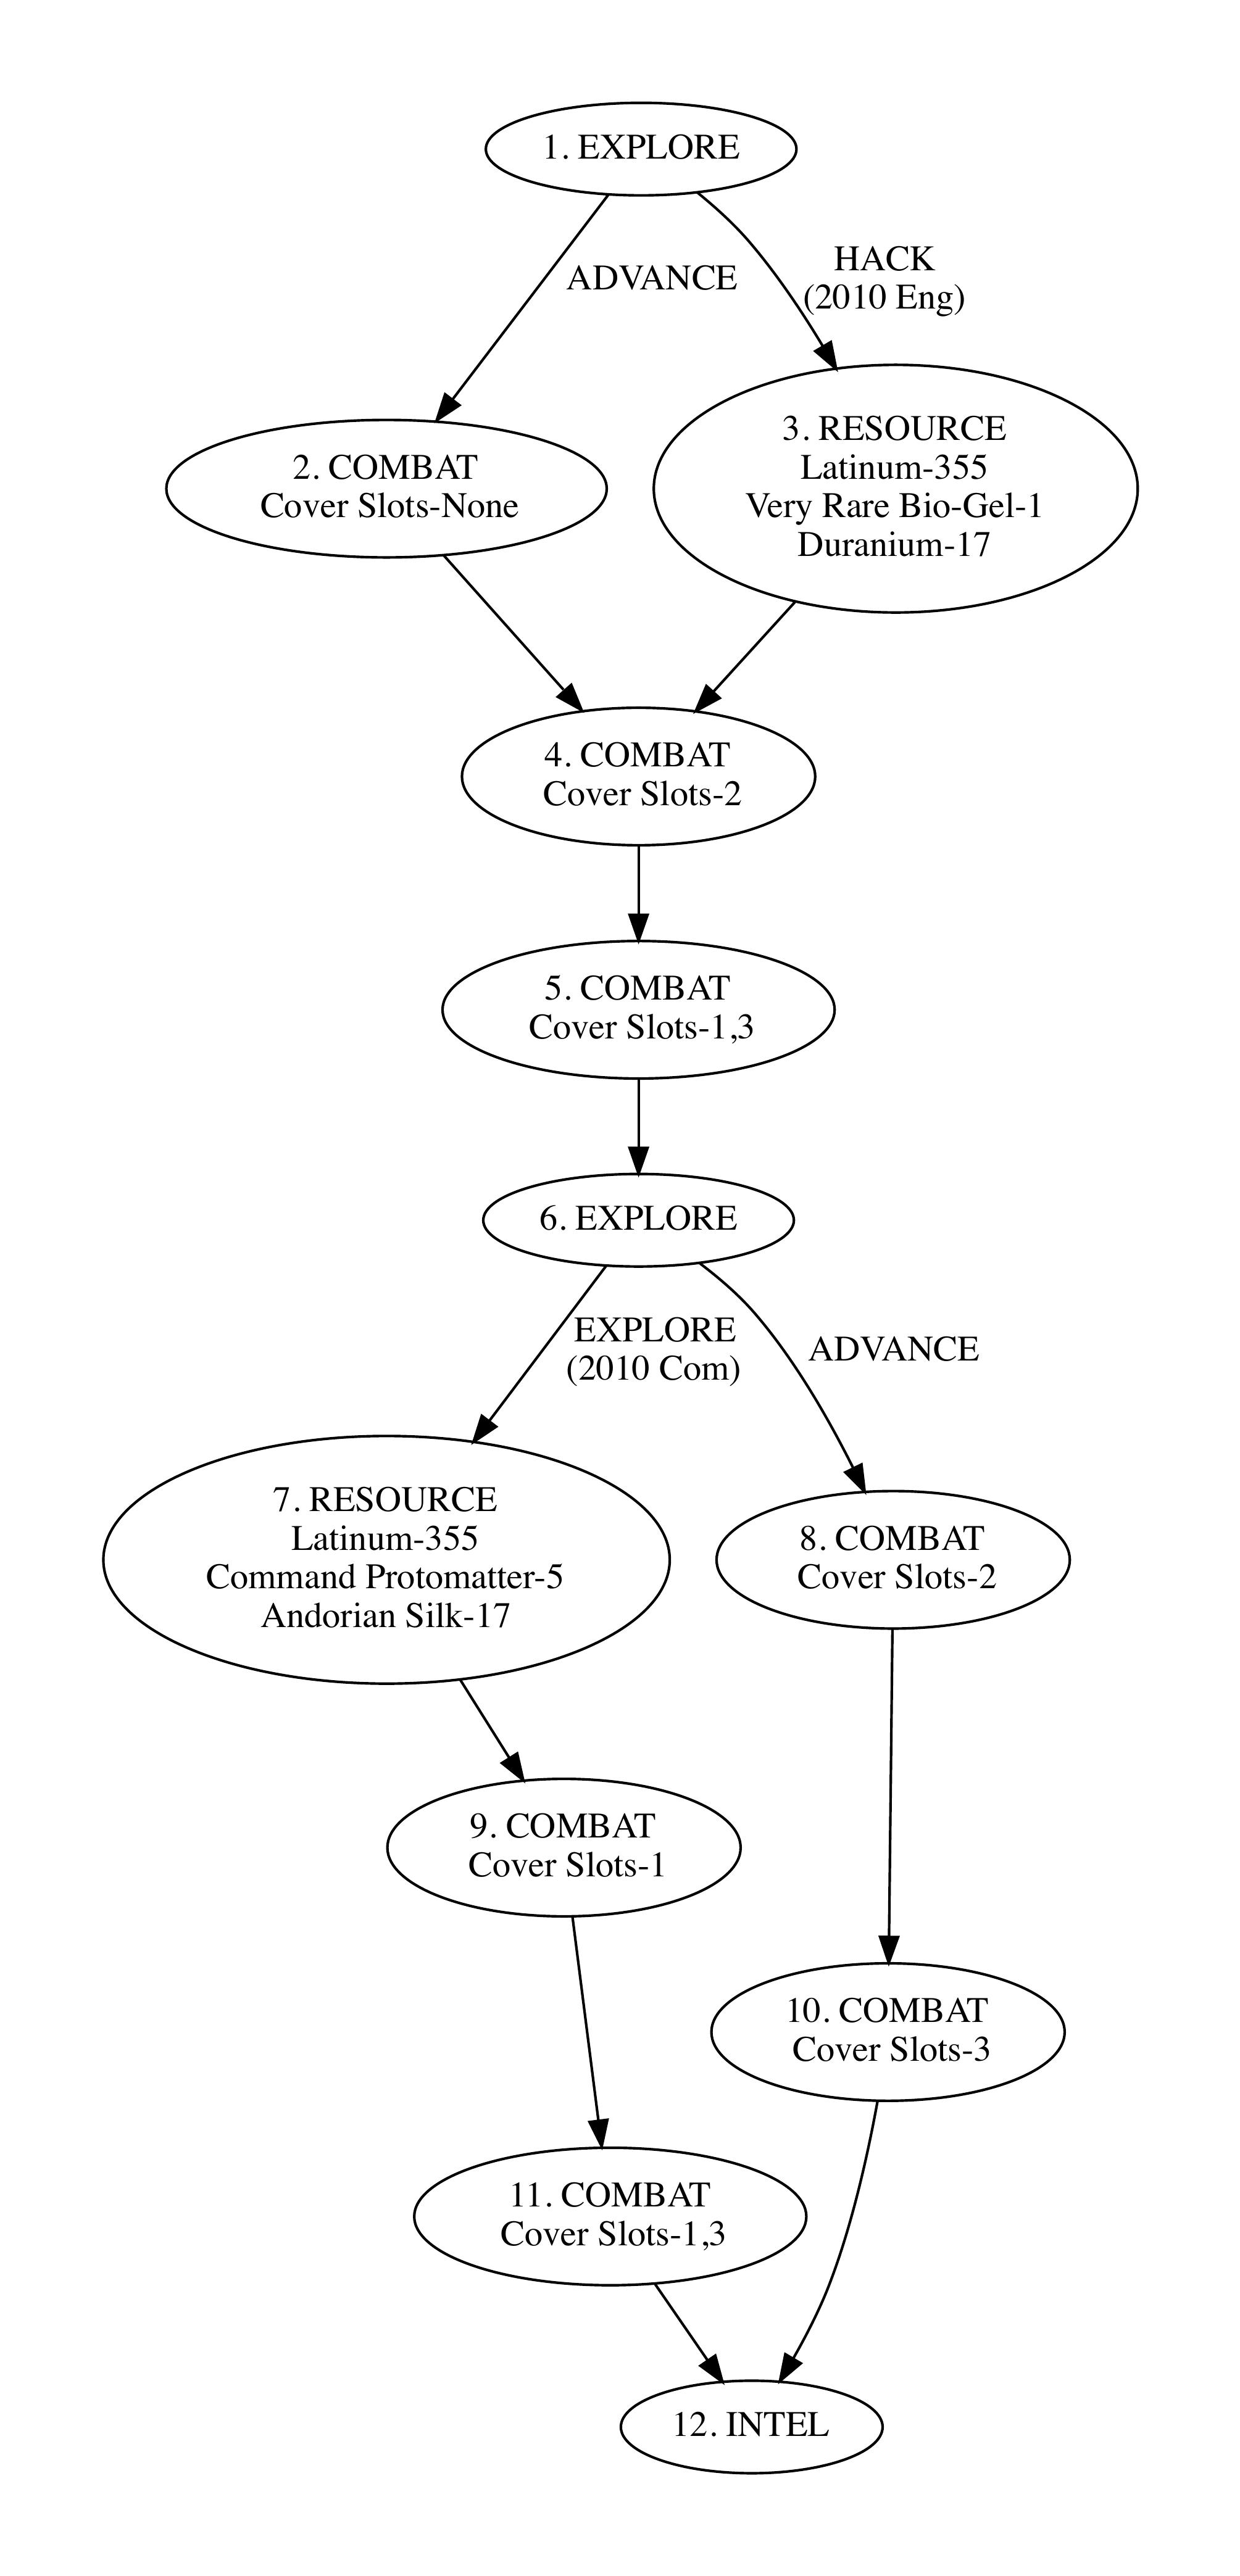 1. EXPLORE
ADVANCE
HACK
(2010 Eng)
2. COMBAT
Cover Slots-None
3. RESOURCE
Latinum-355
Very Rare Bio-Gel-1
Duranium-17
4. COMBAT
Cover Slots-2
5. COMBAT
Cover Slots-1,3
6. EXPLORE
EXPLORE
(2010 Com)
ADVANCE
7. RESOURCE
Latinum-355
Command Protomatter-5
Andorian Silk-17
8. COMBAT
Cover Slots-2
9. COMBAT
Cover Slots-1
10. COMBAT
Cover Slots-3
11. COMBAT
Cover Slots-1,3
12. INTEL